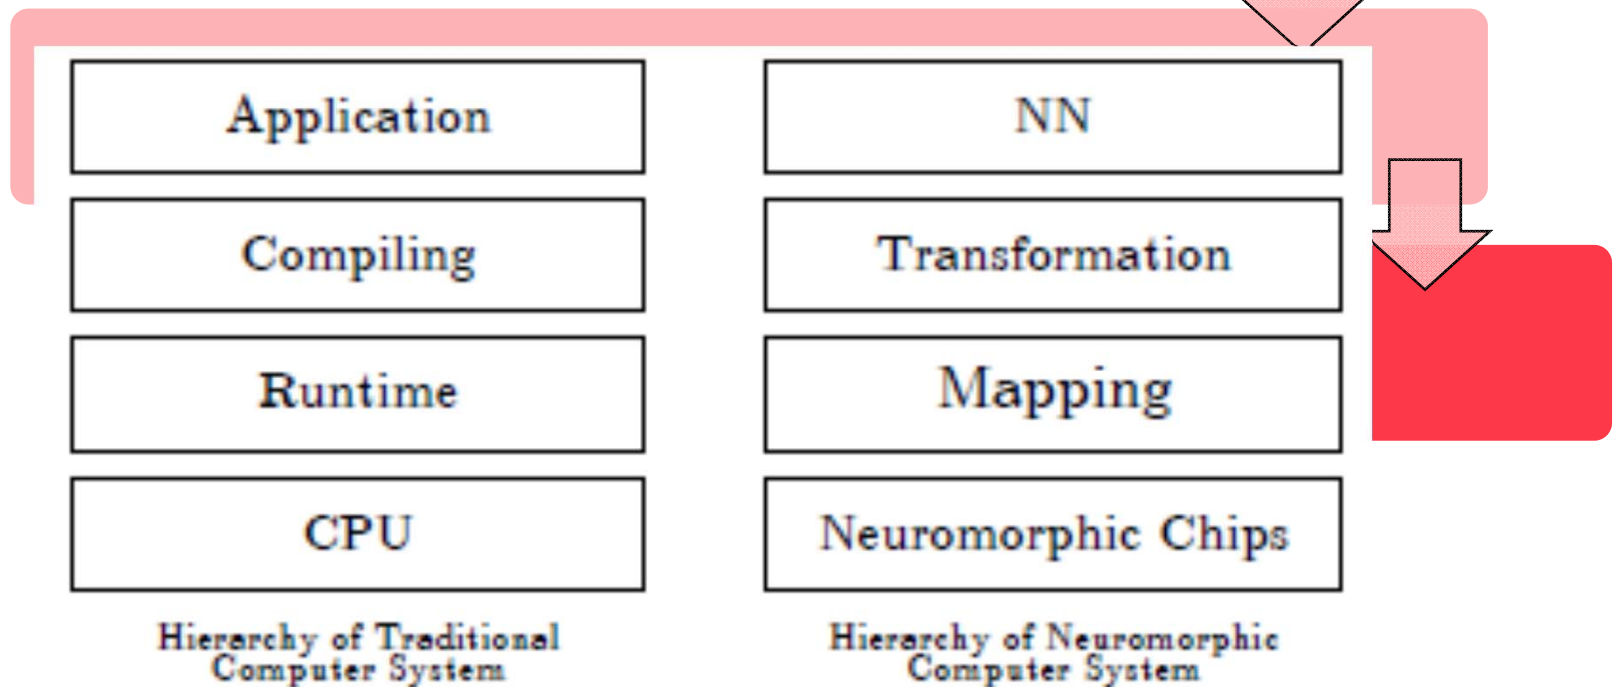 Application
NN
Compiling
Transformation
Runtime
Mapping
CPU
Neuromorphic Chips
Hierarchy of Traditional
Computer System
Hierarchy of Neuromorphic
Computer System